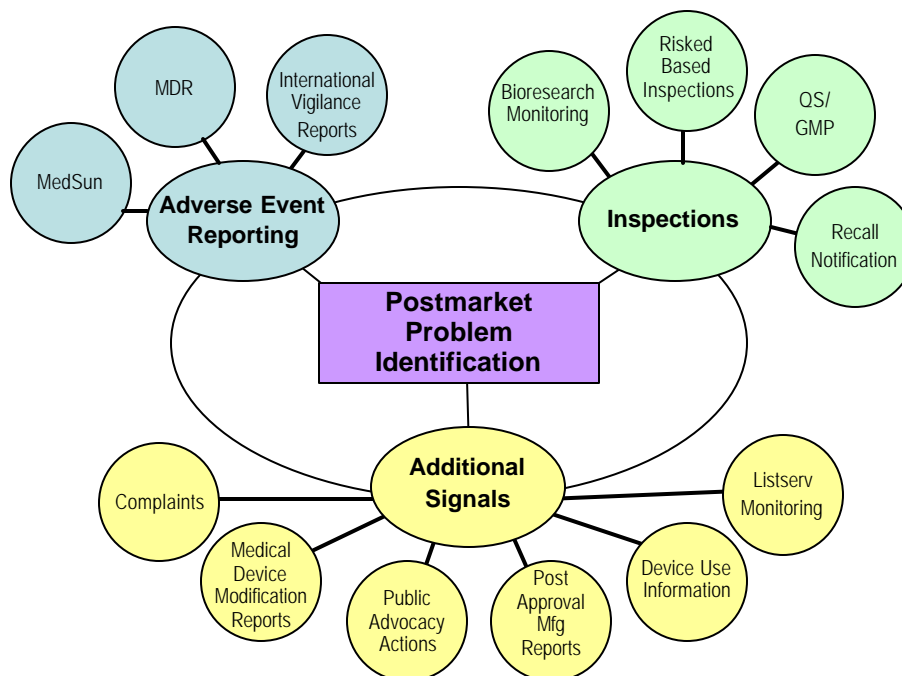 MDR
International
Vigilance
Reports
MedSun
Adverse Event
Reporting
Bioresearch
Monitoring
Risked
Based
Inspections
QS/
GMP
Inspections
Recall
Notification
Postmarket
Problem
Identification
Additional
Signals
Complaints
Medical
Device
Modification
Reports
Public
Advocacy
Actions
Post
Approval
Mfg
Reports
Device Use
Information
Listserv
Monitoring